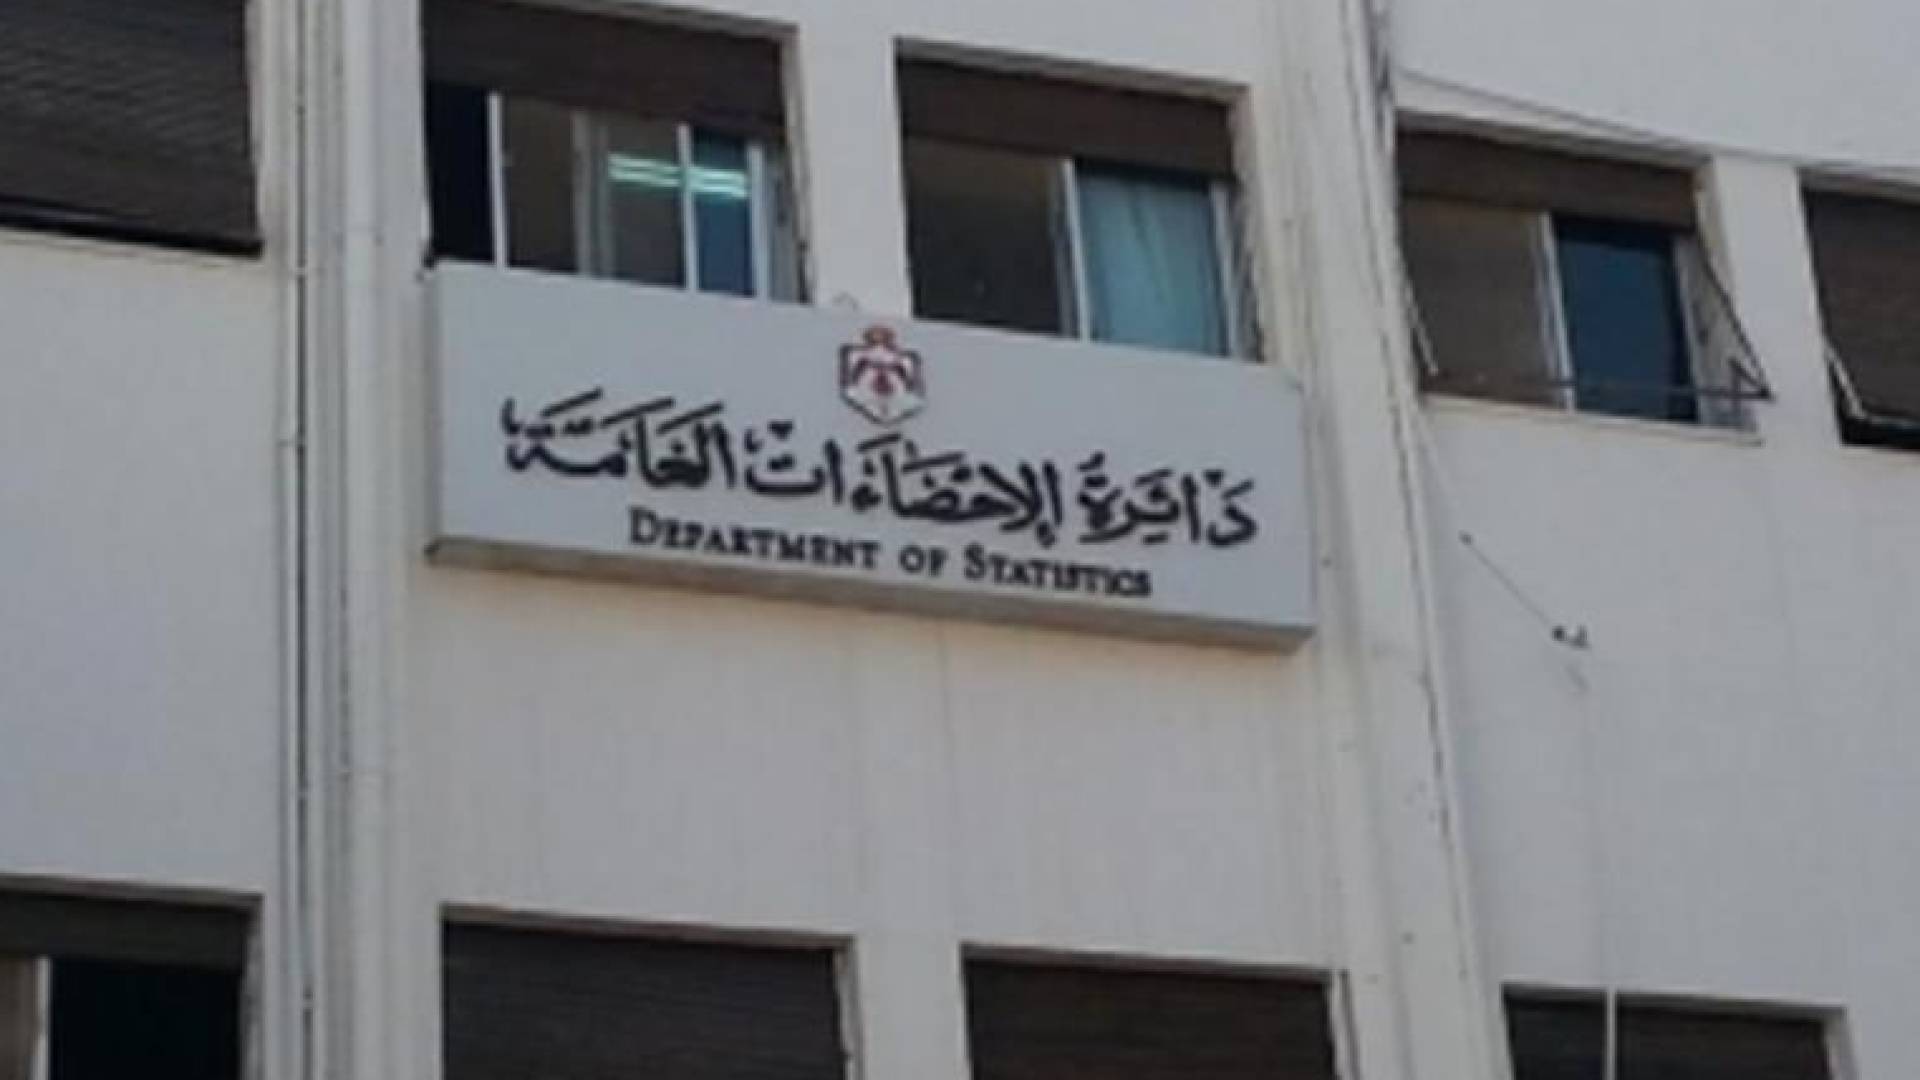 دائرة الإحصاءات العامة
DEPARTMENT OF STATISTICS